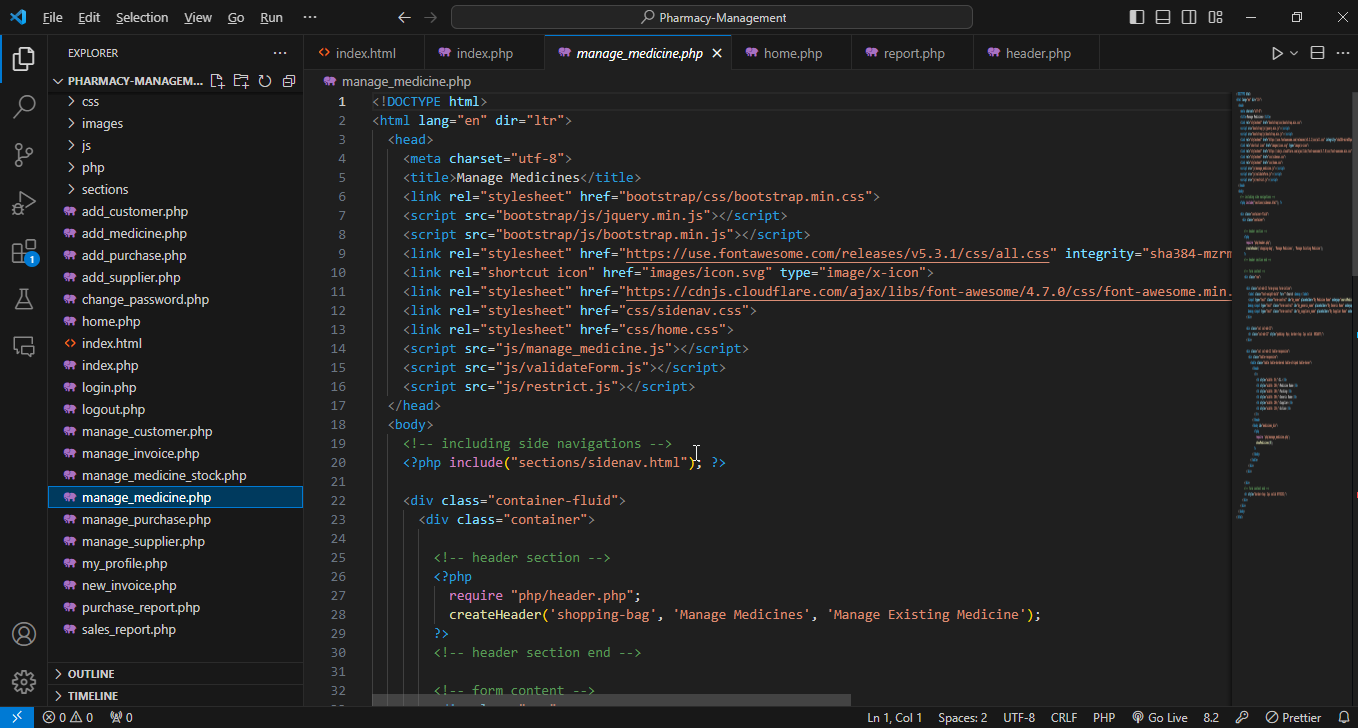 File Edit Selection View Go Run ··· Pharmacy-Management
EXPLORER ···
PHARMACY-MANAGEM...
css
images
js
php
sections
add_customer.php
add_medicine.php
add_purchase.php
add_supplier.php
change_password.php
home.php
index.html
index.php
login.php
logout.php
manage_customer.php
manage_invoice.php
manage_medicine_stock.php
manage_medicine.php
manage_purchase.php
manage_supplier.php
my_profile.php
new_invoice.php
purchase_report.php
sales_report.php
OUTLINE
TIMELINE
1
index.html index.php manage_medicine.php home.php report.php header.php
manage_medicine.php
1 <!DOCTYPE html>
2 <html lang="en" dir="ltr">
3 <head>
4 <meta charset="utf-8">
5 <title>Manage Medicines</title>
6 <link rel="stylesheet" href="bootstrap/css/bootstrap.min.css">
7 <script src="bootstrap/js/jquery.min.js"></script>
8 <script src="bootstrap/js/bootstrap.min.js"></script>
9 <link rel="stylesheet" href="https://use.fontawesome.com/releases/v5.3.1/css/all.css" integrity="sha384-mzrm
10 <link rel="shortcut icon" href="images/icon.svg" type="image/x-icon">
11 <link rel="stylesheet" href="https://cdnjs.cloudflare.com/ajax/libs/font-awesome/4.7.0/css/font-awesome.min.
12 <link rel="stylesheet" href="css/sidenav.css">
13 <link rel="stylesheet" href="css/home.css">
14 <script src="js/manage_medicine.js"></script>
15 <script src="js/validateForm.js"></script>
16 <script src="js/restrict.js"></script>
17 </head>
18 <body>
19 <!-- including side navigations -->
20 <?php include("sections/sidenav.html"); ?>
21
22 <div class="container-fluid">
23 <div class="container">
24
25 <!-- header section -->
26 <?php
27 require "php/header.php";
28 createHeader('shopping-bag', 'Manage Medicines', 'Manage Existing Medicine');
29 ?>
30 <!-- header section end -->
31
32 <!-- form content -->
0 0 0 Ln 1, Col 1 Spaces: 2 UTF-8 CRLF PHP Go Live 8.2 Prettier